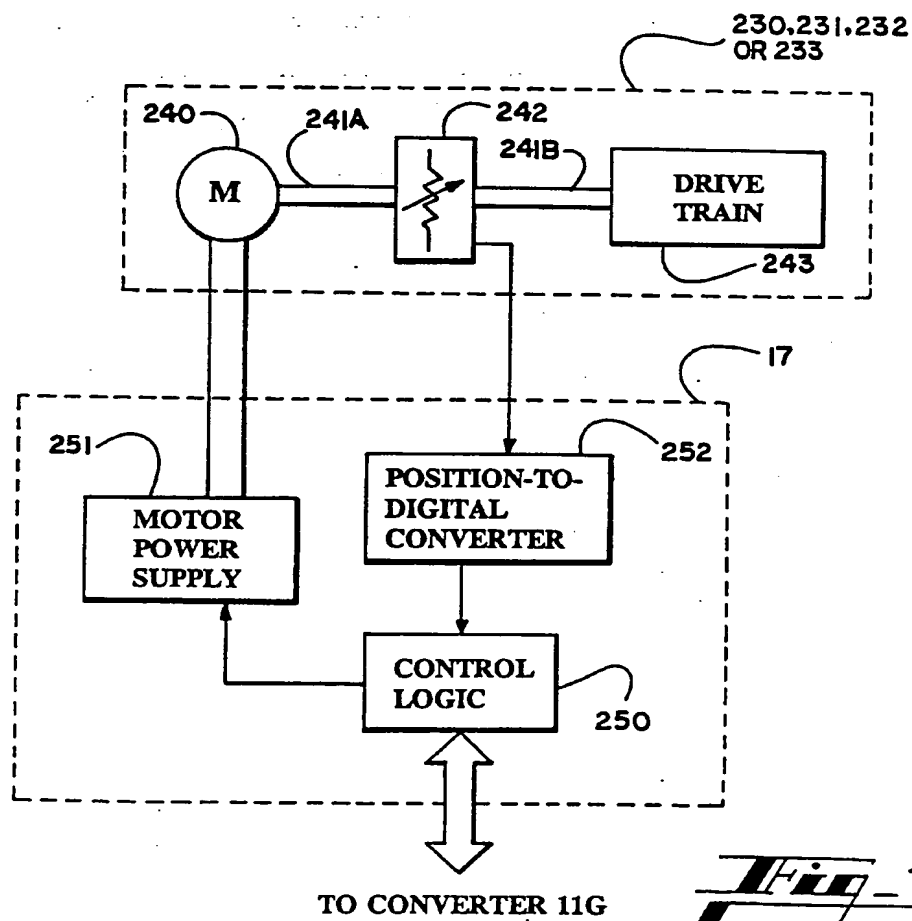 230,231,232
OR 233
240
241A
242
241B
M
DRIVE
TRAIN
243
17
251
252
MOTOR
POWER
SUPPLY
POSITION-TO-
DIGITAL
CONVERTER
CONTROL
LOGIC
250
TO CONVERTER 11G
Fig_